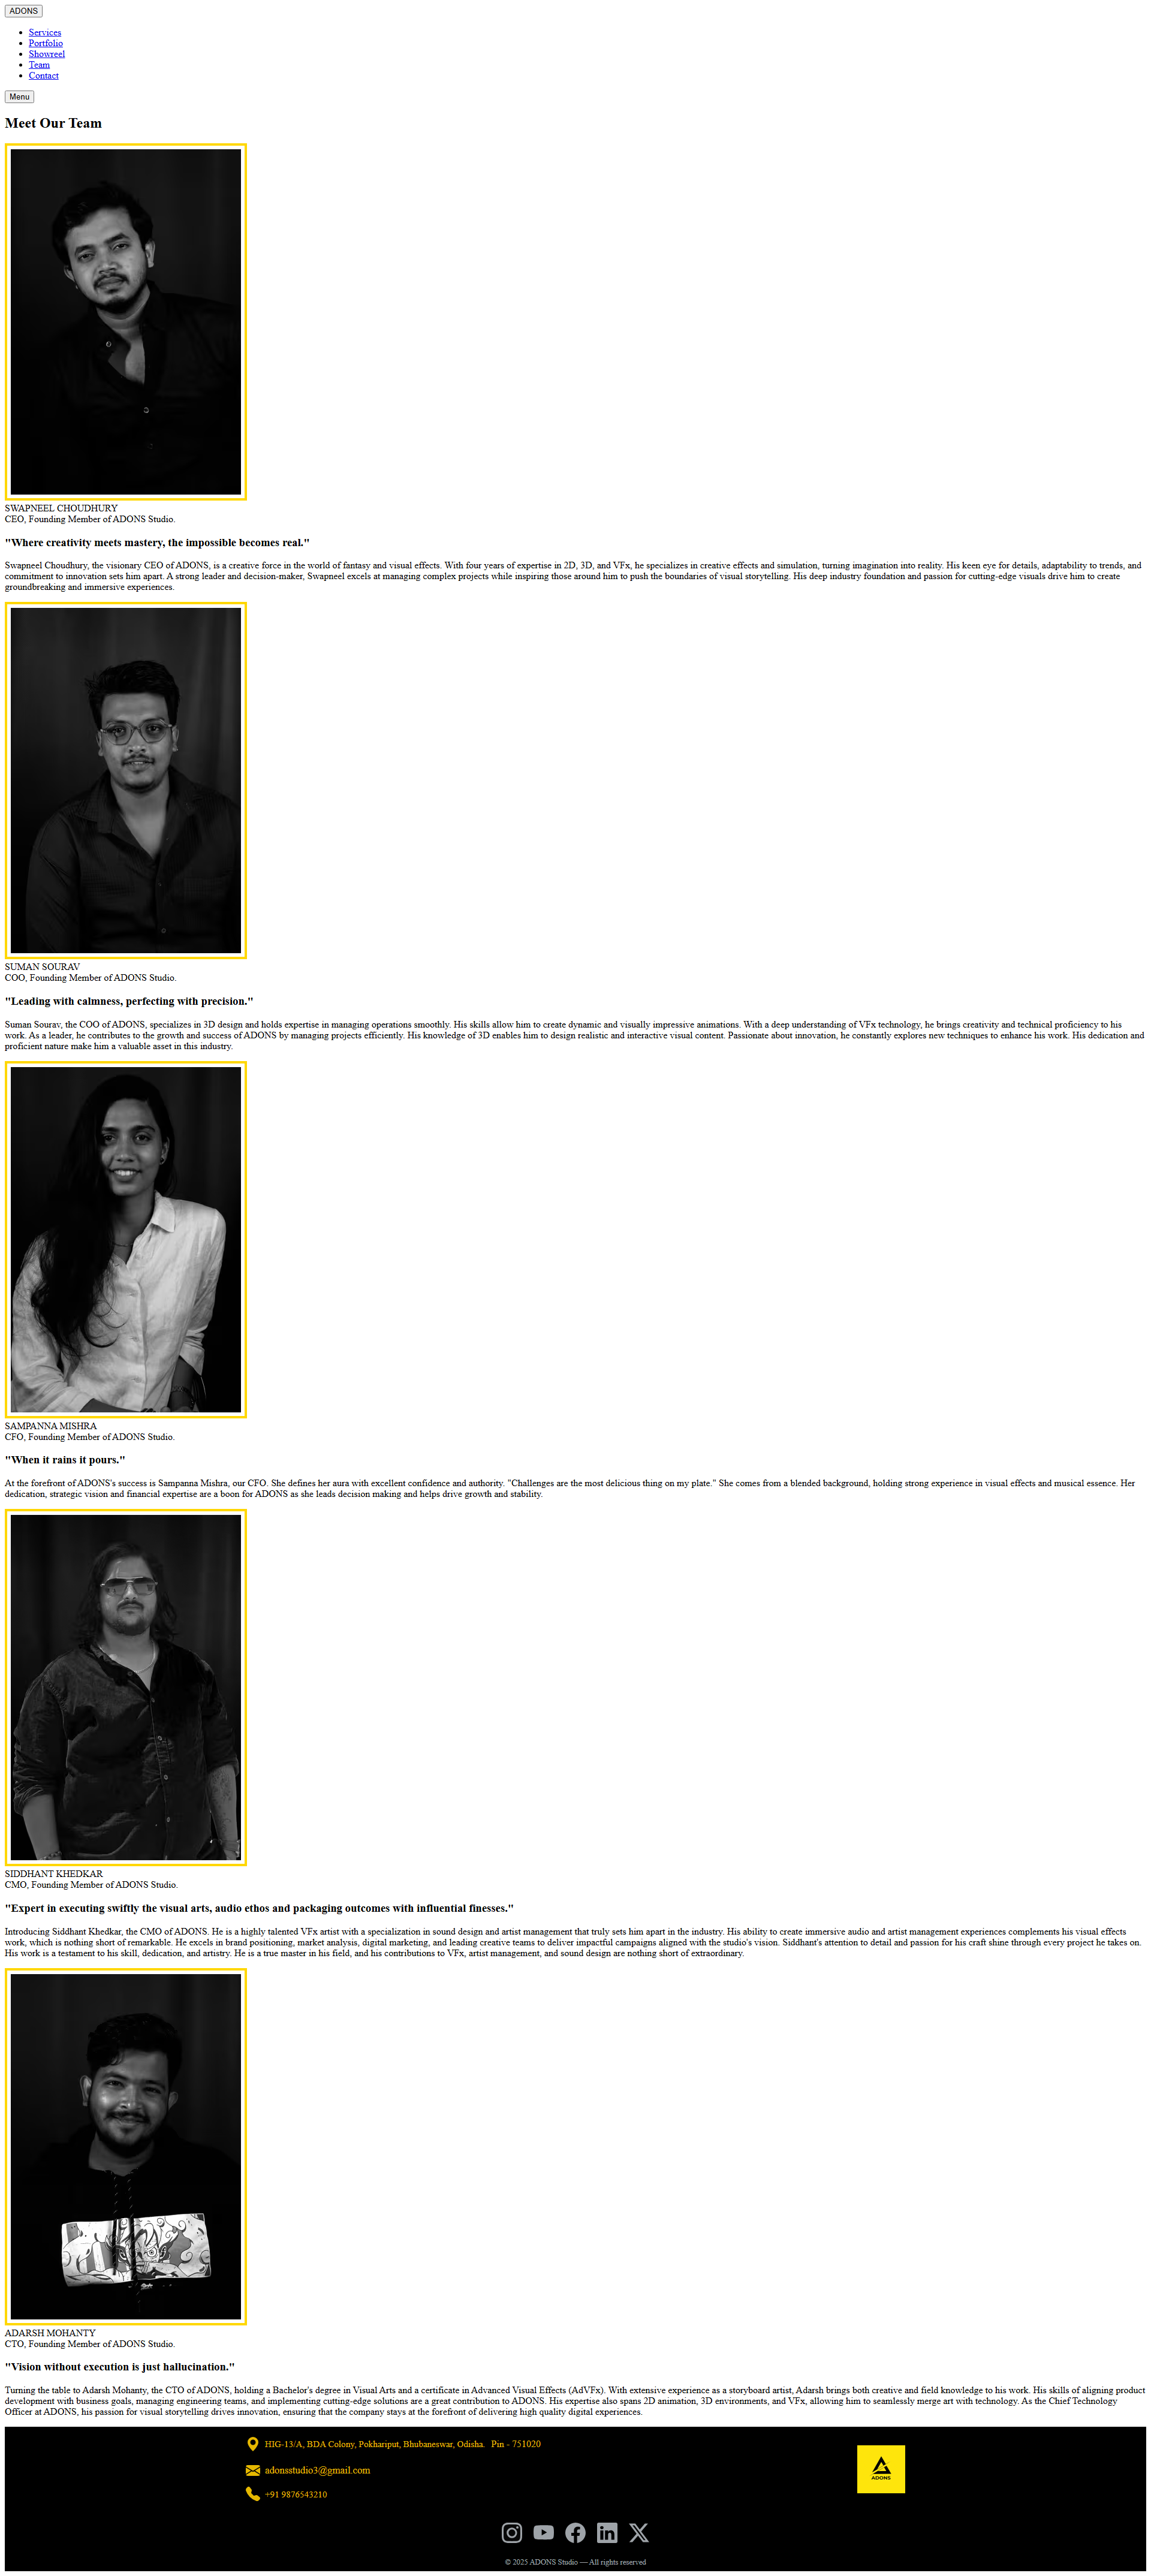 ADONS
Services
Portfolio
Showreel
Team
Contact
Menu
Meet Our Team
SWAPNEEL CHOUDHURY
CEO, Founding Member of ADONS Studio.
"Where creativity meets mastery, the impossible becomes real."
Swapneel Choudhury, the visionary CEO of ADONS, is a creative force in the world of fantasy and visual effects. With four years of expertise in 2D, 3D, and VFx, he specializes in creative effects and simulation, turning imagination into reality. His keen eye for details, adaptability to trends, and
commitment to innovation sets him apart. A strong leader and decision-maker, Swapneel excels at managing complex projects while inspiring those around him to push the boundaries of visual storytelling. His deep industry foundation and passion for cutting-edge visuals drive him to create
groundbreaking and immersive experiences.
SUMAN SOURAV
COO, Founding Member of ADONS Studio.
"Leading with calmness, perfecting with precision."
Suman Sourav, the COO of ADONS, specializes in 3D design and holds expertise in managing operations smoothly. His skills allow him to create dynamic and visually impressive animations. With a deep understanding of VFx technology, he brings creativity and technical proficiency to his
work. As a leader, he contributes to the growth and success of ADONS by managing projects efficiently. His knowledge of 3D enables him to design realistic and interactive visual content. Passionate about innovation, he constantly explores new techniques to enhance his work. His dedication and
proficient nature make him a valuable asset in this industry.
SAMPANNA MISHRA
CFO, Founding Member of ADONS Studio.
"When it rains it pours."
At the forefront of ADONS's success is Sampanna Mishra, our CFO. She defines her aura with excellent confidence and authority. "Challenges are the most delicious thing on my plate." She comes from a blended background, holding strong experience in visual effects and musical essence. Her
dedication, strategic vision and financial expertise are a boon for ADONS as she leads decision making and helps drive growth and stability.
SIDDHANT KHEDKAR
CMO, Founding Member of ADONS Studio.
"Expert in executing swiftly the visual arts, audio ethos and packaging outcomes with influential finesses."
Introducing Siddhant Khedkar, the CMO of ADONS. He is a highly talented VFx artist with a specialization in sound design and artist management that truly sets him apart in the industry. His ability to create immersive audio and artist management experiences complements his visual effects
work, which is nothing short of remarkable. He excels in brand positioning, market analysis, digital marketing, and leading creative teams to deliver impactful campaigns aligned with the studio's vision. Siddhant's attention to detail and passion for his craft shine through every project he takes on.
His work is a testament to his skill, dedication, and artistry. He is a true master in his field, and his contributions to VFx, artist management, and sound design are nothing short of extraordinary.
ADARSH MOHANTY
CTO, Founding Member of ADONS Studio.
"Vision without execution is just hallucination."
Turning the table to Adarsh Mohanty, the CTO of ADONS, holding a Bachelor's degree in Visual Arts and a certificate in Advanced Visual Effects (AdVFx). With extensive experience as a storyboard artist, Adarsh brings both creative and field knowledge to his work. His skills of aligning product
development with business goals, managing engineering teams, and implementing cutting-edge solutions are a great contribution to ADONS. His expertise also spans 2D animation, 3D environments, and VFx, allowing him to seamlessly merge art with technology. As the Chief Technology
Officer at ADONS, his passion for visual storytelling drives innovation, ensuring that the company stays at the forefront of delivering high quality digital experiences.
HIG-13/A, BDA Colony, Pokhariput, Bhubaneswar, Odisha. Pin - 751020
adonsstudio3@gmail.com
+91 9876543210
ADONS
© 2025 ADONS Studio — All rights reserved